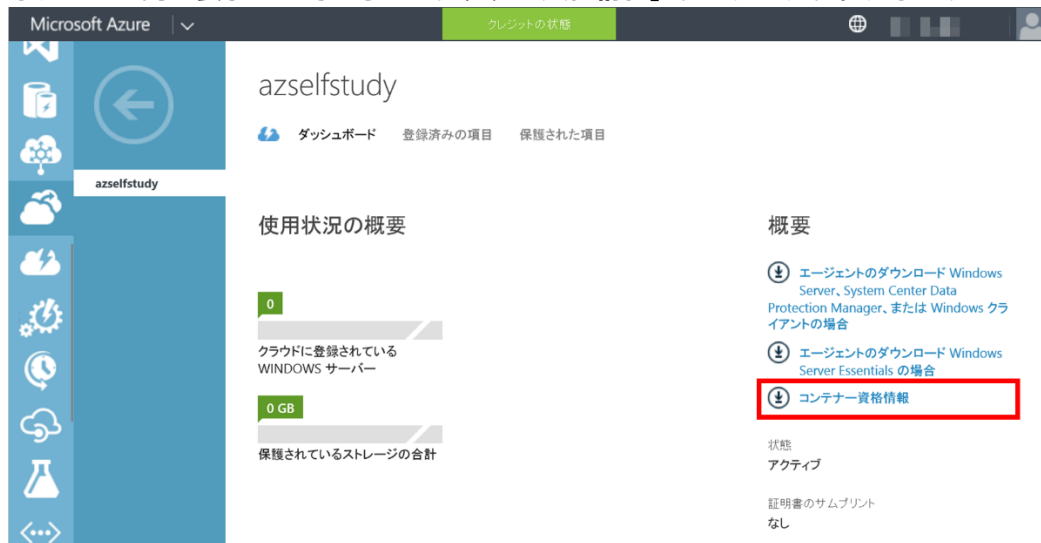 Microsoft Azure
クレジットの状態
azselfstudy
ダッシュボード 登録済みの項目 保護された項目
azselfstudy
使用状況の概要
0
クラウドに登録されている
WINDOWS サーバー
0 GB
保護されているストレージの合計
概要
エージェントのダウンロード Windows
Server、System Center Data
Protection Manager、または Windows クラ
イアントの場合
エージェントのダウンロード Windows
Server Essentials の場合
コンテナー資格情報
状態
アクティブ
証明書のサムプリント
なし